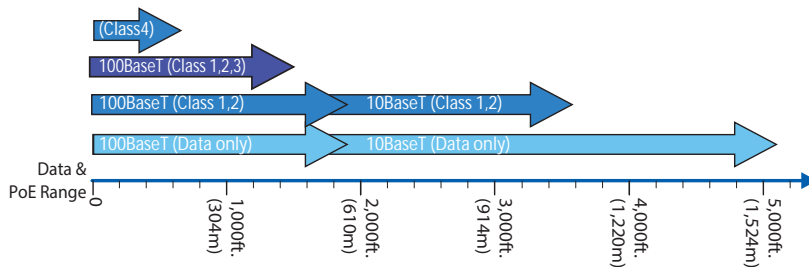 (Class4)
100BaseT (Class 1,2,3)
100BaseT (Class 1,2)
10BaseT (Class 1,2)
100BaseT (Data only)
10BaseT (Data only)
Data &
PoE Range
0
1,000ft.
(304m)
2,000ft.
(610m)
3,000ft.
(914m)
4,000ft.
(1,220m)
5,000ft.
(1,524m)